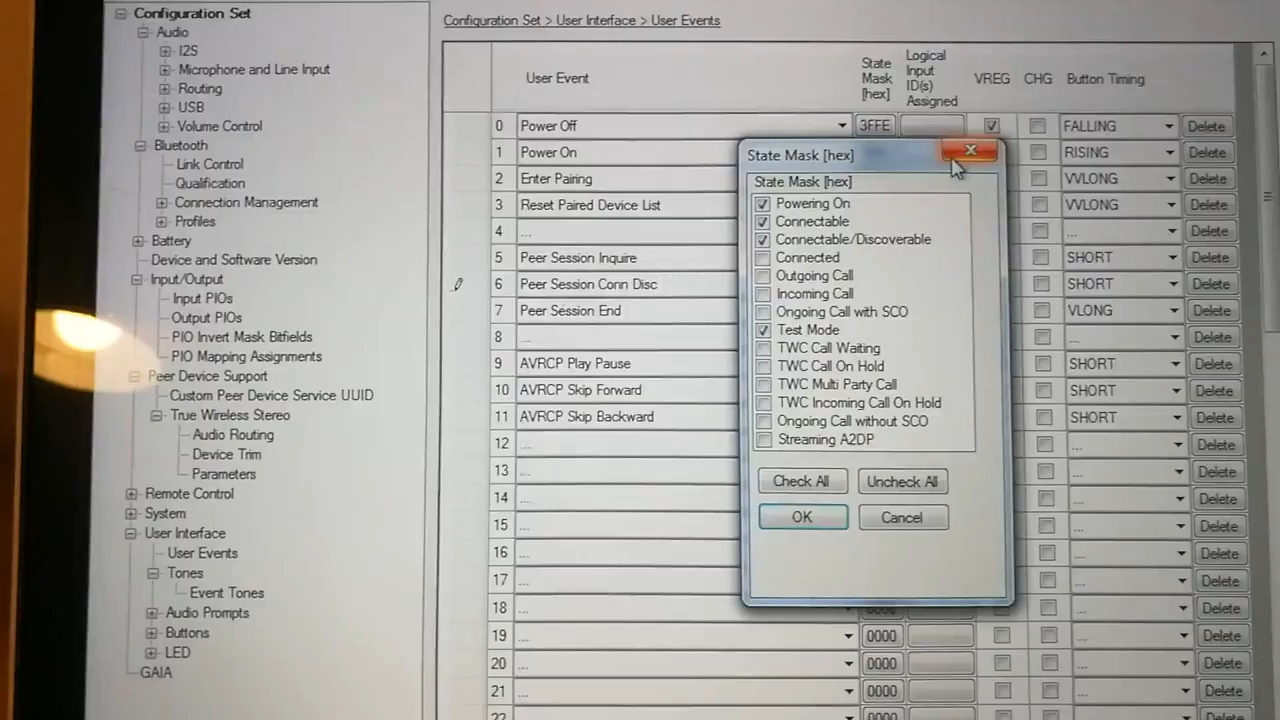 Configuration Set
Audio
I2S
Microphone and Line Input
Routing
USB
Volume Control
Bluetooth
Link Control
Qualification
Connection Management
Profiles
Battery
Device and Software Version
Input/Output
Input PIOs
Output PIOs
PIO Invert Mask Bitfields
PIO Mapping Assignments
Peer Device Support
Custom Peer Device Service UUID
True Wireless Stereo
Audio Routing
Device Trim
Parameters
Remote Control
System
User Interface
User Events
Tones
Event Tones
Audio Prompts
Buttons
LED
GAIA
Configuration Set > User Interface > User Events
User Event State Mask [hex] Logical Input ID(s) Assigned VREG CHG Button Timing
0 Power Off 3FFE FALLING Delete
1 Power On RISING Delete
2 Enter Pairing VVLONG Delete
3 Reset Paired Device List VVLONG Delete
4 ... ... Delete
5 Peer Session Inquire SHORT Delete
6 Peer Session Conn Disc SHORT Delete
7 Peer Session End VLONG Delete
8 ... ... Delete
9 AVRCP Play Pause SHORT Delete
10 AVRCP Skip Forward SHORT Delete
11 AVRCP Skip Backward SHORT Delete
12 ... ... Delete
13 ... ... Delete
14 ... ... Delete
15 ... ... Delete
16 ... ... Delete
17 ... ... Delete
18 ... 0000 ... Delete
19 ... 0000 ... Delete
20 ... 0000 ... Delete
21 ... 0000 ... Delete
22 0000 Delete
State Mask [hex]
State Mask [hex]
Powering On
Connectable
Connectable/Discoverable
Connected
Outgoing Call
Incoming Call
Ongoing Call with SCO
Test Mode
TWC Call Waiting
TWC Call On Hold
TWC Multi Party Call
TWC Incoming Call On Hold
Ongoing Call without SCO
Streaming A2DP
Check All Uncheck All
OK Cancel